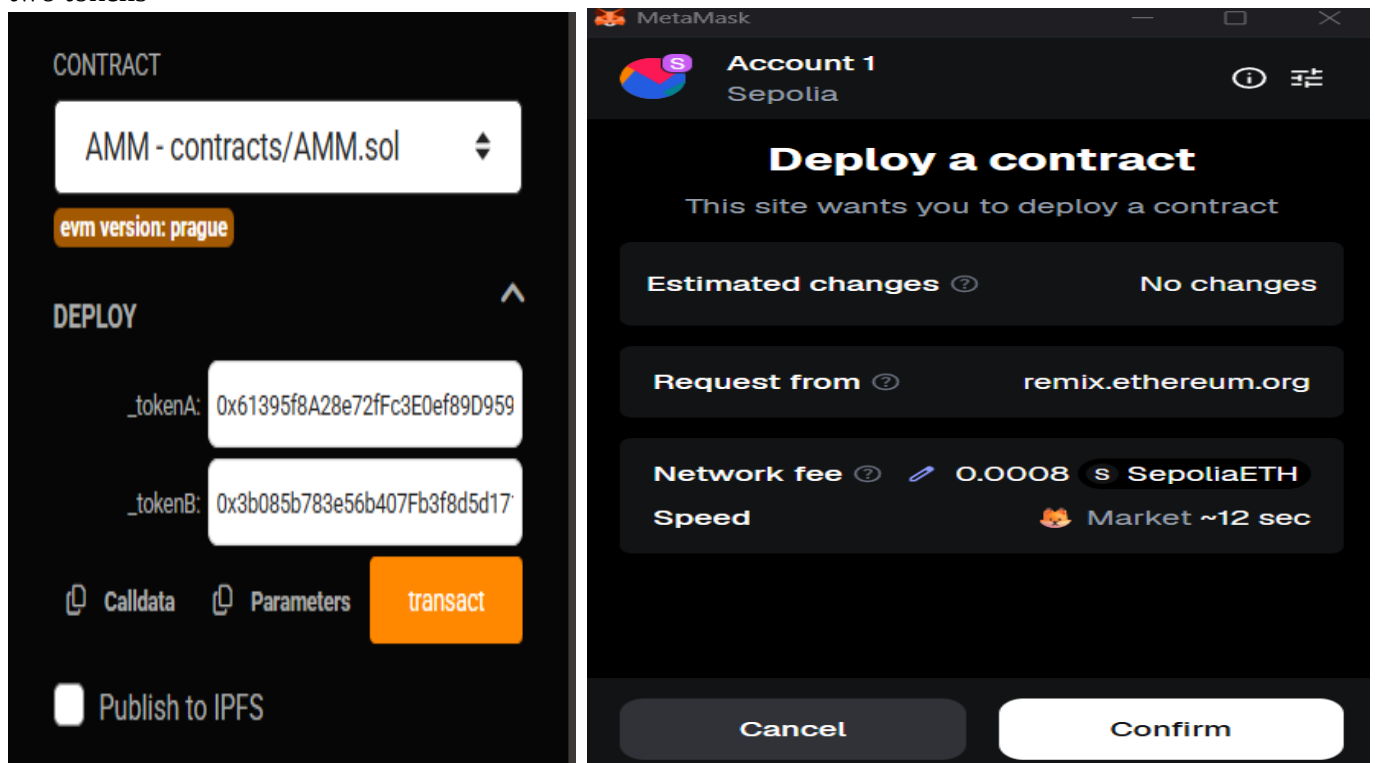 CONTRACT
AMM - contracts/AMM.sol
evm version: prague
DEPLOY
_tokenA: 0x61395f8A28e72fFc3E0ef89D959
_tokenB: 0x3b085b783e56b407Fb3f8d5d17
Calldata Parameters transact
Publish to IPFS
MetaMask
S Account 1
Sepolia
Deploy a contract
This site wants you to deploy a contract
Estimated changes No changes
Request from remix.ethereum.org
Network fee 0.0008 S SepoliaETH
Speed Market ~12 sec
Cancel Confirm